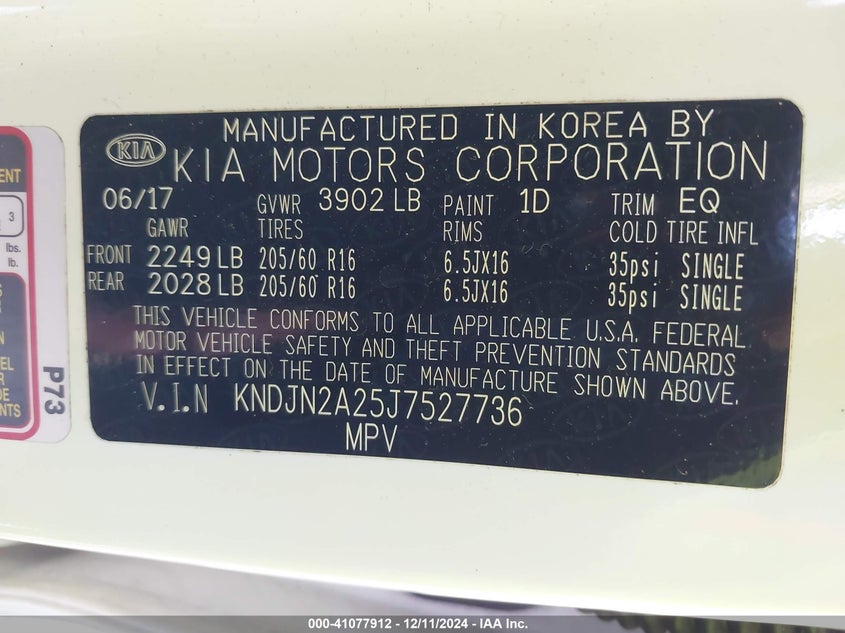 MANUFACTURED IN KOREA BY
KIA KIA MOTORS CORPORATION
06/17 GVWR 3902 LB PAINT 1D TRIM EQ
GAWR TIRES RIMS COLD TIRE INFL
FRONT 2249 LB 205/60 R16 6.5JX16 35psi SINGLE
REAR 2028 LB 205/60 R16 6.5JX16 35psi SINGLE
THIS VEHICLE CONFORMS TO ALL APPLICABLE U.S.A. FEDERAL
MOTOR VEHICLE SAFETY AND THEFT PREVENTION STANDARDS
IN EFFECT ON THE DATE OF MANUFACTURE SHOWN ABOVE.
V.I.N KNDJN2A25J7527736
MPV
3
lbs.
lb.
P73
000-41077912 - 12/11/2024 - IAA Inc.